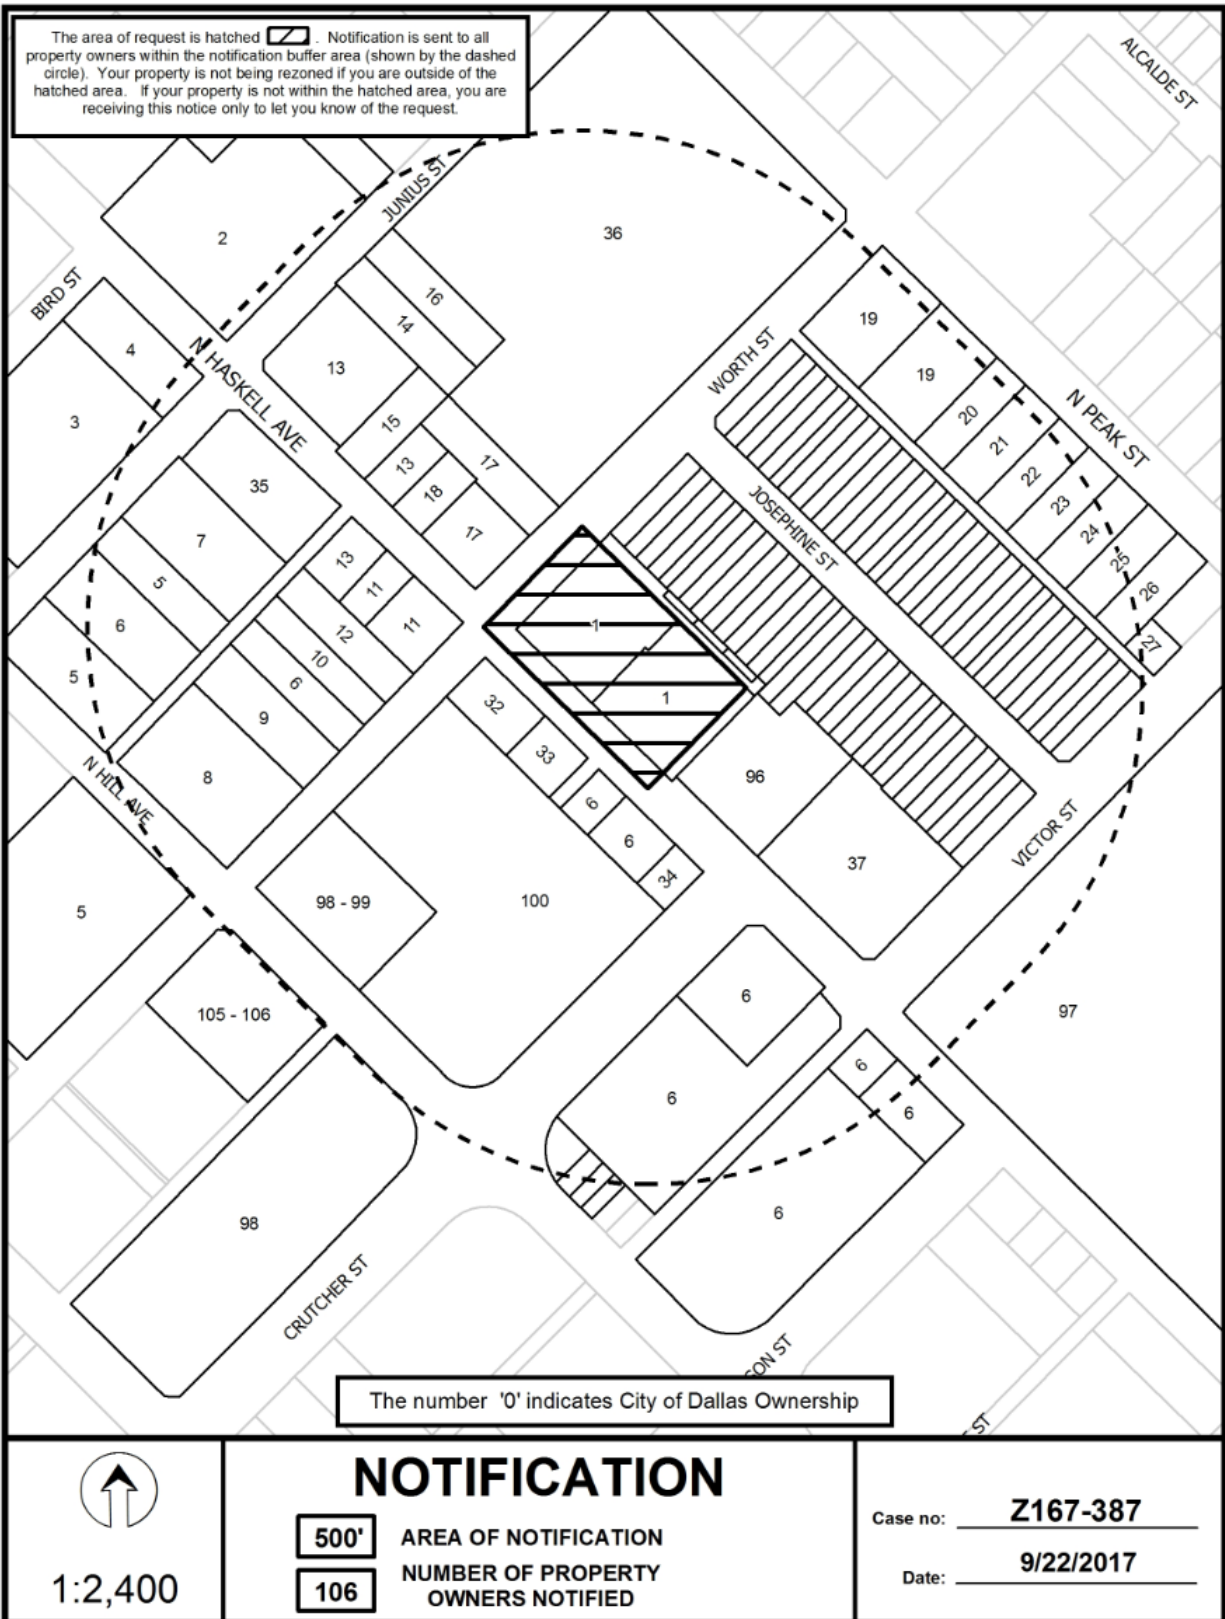 The area of request is hatched . Notification is sent to all
property owners within the notification buffer area (shown by the dashed
circle). Your property is not being rezoned if you are outside of the
hatched area. If your property is not within the hatched area, you are
receiving this notice only to let you know of the request.
ALCALDE ST
JUNIUS ST
36
2
BIRD ST
16
19
14
4
N HASKELL AVE
WORTH ST
13
19
3
20
N PEAK ST
15
21
17
13
22
35
18
JOSEPHINE ST
23
17
24
7
13
25
5
11
26
6
12
11
1
27
10
5
6
1
32
9
33
8
96
N HILL AVE
6
VICTOR ST
6
37
34
98 - 99
100
5
6
97
105 - 106
6
6
6
6
98
CRUTCHER ST
SON ST
The number '0' indicates City of Dallas Ownership
ST
1:2,400
NOTIFICATION
500' AREA OF NOTIFICATION
106 NUMBER OF PROPERTY
OWNERS NOTIFIED
Case no: Z167-387
Date: 9/22/2017